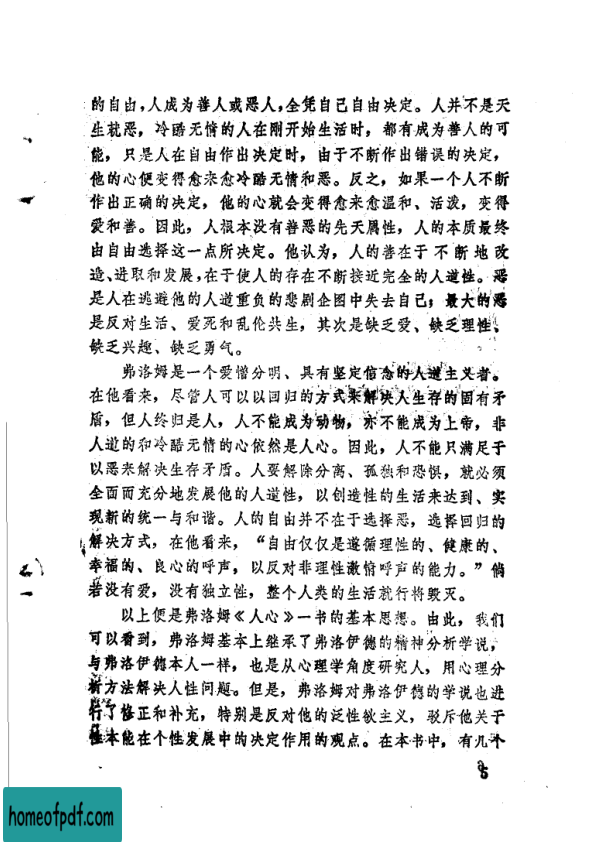 的自由，人成为善人或恶人，全凭自己自由决定。人并不是天
生就恶，冷酷无情的人在刚开始生活时，都有成为善人的可
能，只是人在自由作出决定时，由于不断作出错误的决定，
他的心便变得愈来愈冷酷无情和恶。反之，如果一个人不断
作出正确的决定，他的心就会变得愈来愈温和、活泼，变得
爱和善。因此，人根本没有善恶的先天属性，人的本质最终
由自由选择这一点所决定。他认为，人的善在于不断地改
造、进取和发展，在于使人的存在不断接近完全的人道性。恶
是人在逃避他的人道重负的悲剧企图中失去自己；最大的恶
是反对生活、爱死和乱伦共生，其次是缺乏爱、缺乏理性、
缺乏兴趣、缺乏勇气。
弗洛姆是一个爱憎分明、具有坚定信念的人道主义者。
在他看来，尽管人可以以回归的方式来解决人生存的固有矛
盾，但人终归是人，人不能成为动物，亦不能成为上帝，非
人道的和冷酷无情的心依然是人心。因此，人不能只满足于
以恶来解决生存矛盾。人要解除分离、孤独和恐惧，就必须
全面而充分地发展他的人道性，以创造性的生活来达到、实
现新的统一与和谐。人的自由并不在于选择恶，选择回归的
解决方式，在他看来，“自由仅仅是遵循理性的、健康的、
幸福的、良心的呼声，以反对非理性激情呼声的能力。”倘
若没有爱，没有独立性，整个人类的生活就行将毁灭。
以上便是弗洛姆《人心》一书的基本思想。由此，我们
可以看到，弗洛姆基本上继承了弗洛伊德的精神分析学说，
与弗洛伊德本人一样，也是从心理学角度研究人，用心理分
析方法解决人性问题。但是，弗洛姆对弗洛伊德的学说也进
行了修正和补充，特别是反对他的泛性欲主义，驳斥他关于
性本能在个性发展中的决定作用的观点。在本书中，有几个
5
homeofpdf.com